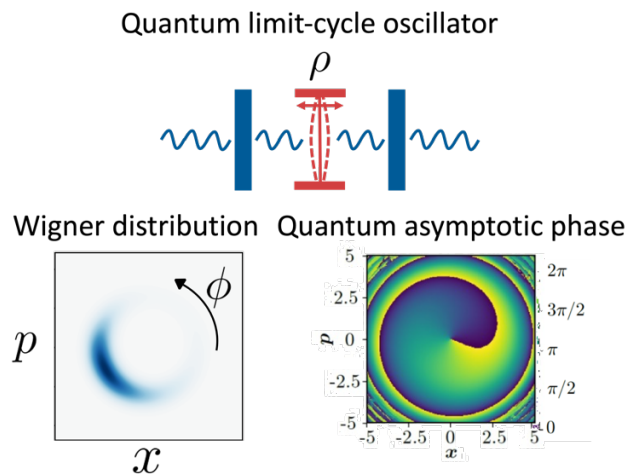 Quantum limit-cycle oscillator
ρ
Wigner distribution
Quantum asymptotic phase
ϕ
p
x
5
2.5
0
-2.5
-5
p
-5
-2.5
0
2.5
5
x
2π
3π/2
π
π/2
0